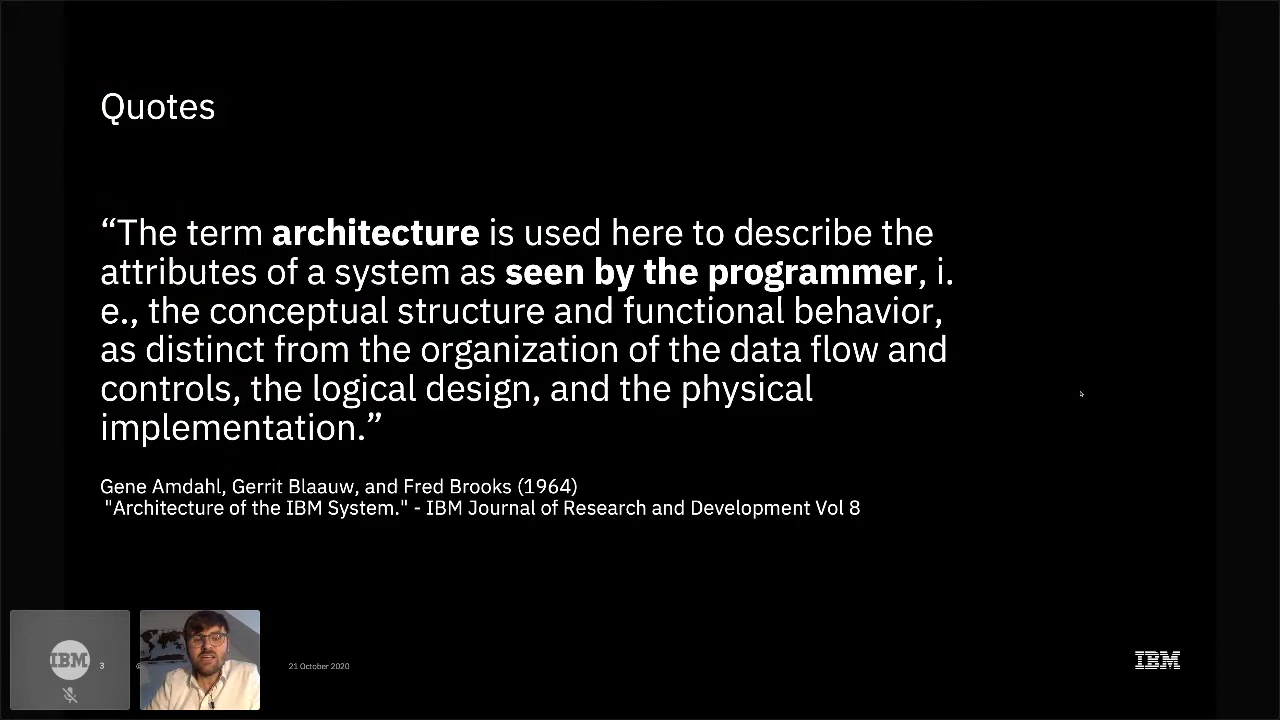 Quotes
“The term architecture is used here to describe the
attributes of a system as seen by the programmer, i.
e., the conceptual structure and functional behavior,
as distinct from the organization of the data flow and
controls, the logical design, and the physical
implementation.”
Gene Amdahl, Gerrit Blaauw, and Fred Brooks (1964)
"Architecture of the IBM System." - IBM Journal of Research and Development Vol 8
IBM
3
21 October 2020
IBM